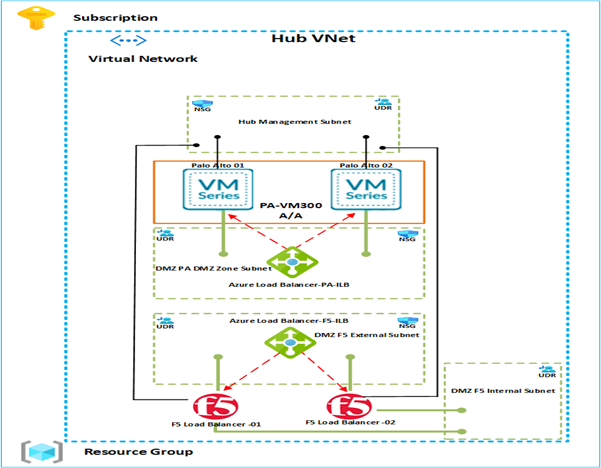 Subscription
Hub VNet
Virtual Network
NSG
UDR
Hub Management Subnet
Palo Alto 01
Palo Alto 02
VM
Series
VM
Series
PA-VM300
A/A
UDR
NSG
DMZ PA DMZ Zone Subnet
Azure Load Balancer-PA-ILB
Azure Load Balancer-F5-ILB
UDR
NSG
DMZ F5 External Subnet
UDR
DMZ F5 Internal Subnet
f5
f5
F5 Load Balancer -01
F5 Load Balancer -02
Resource Group